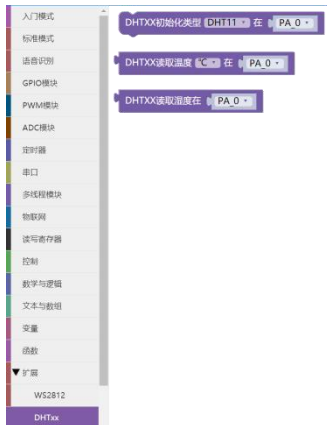 入门模式
标准模式
语音识别
GPIO模块
PWM模块
ADC模块
定时器
串口
多线程模块
物联网
读写寄存器
控制
数学与逻辑
文本与数组
变量
函数
扩展
WS2812
DHTxx
DHTXX初始化类型 DHT11 在 PA_0
DHTXX读取温度 ℃ 在 PA_0
DHTXX读取湿度在 PA_0